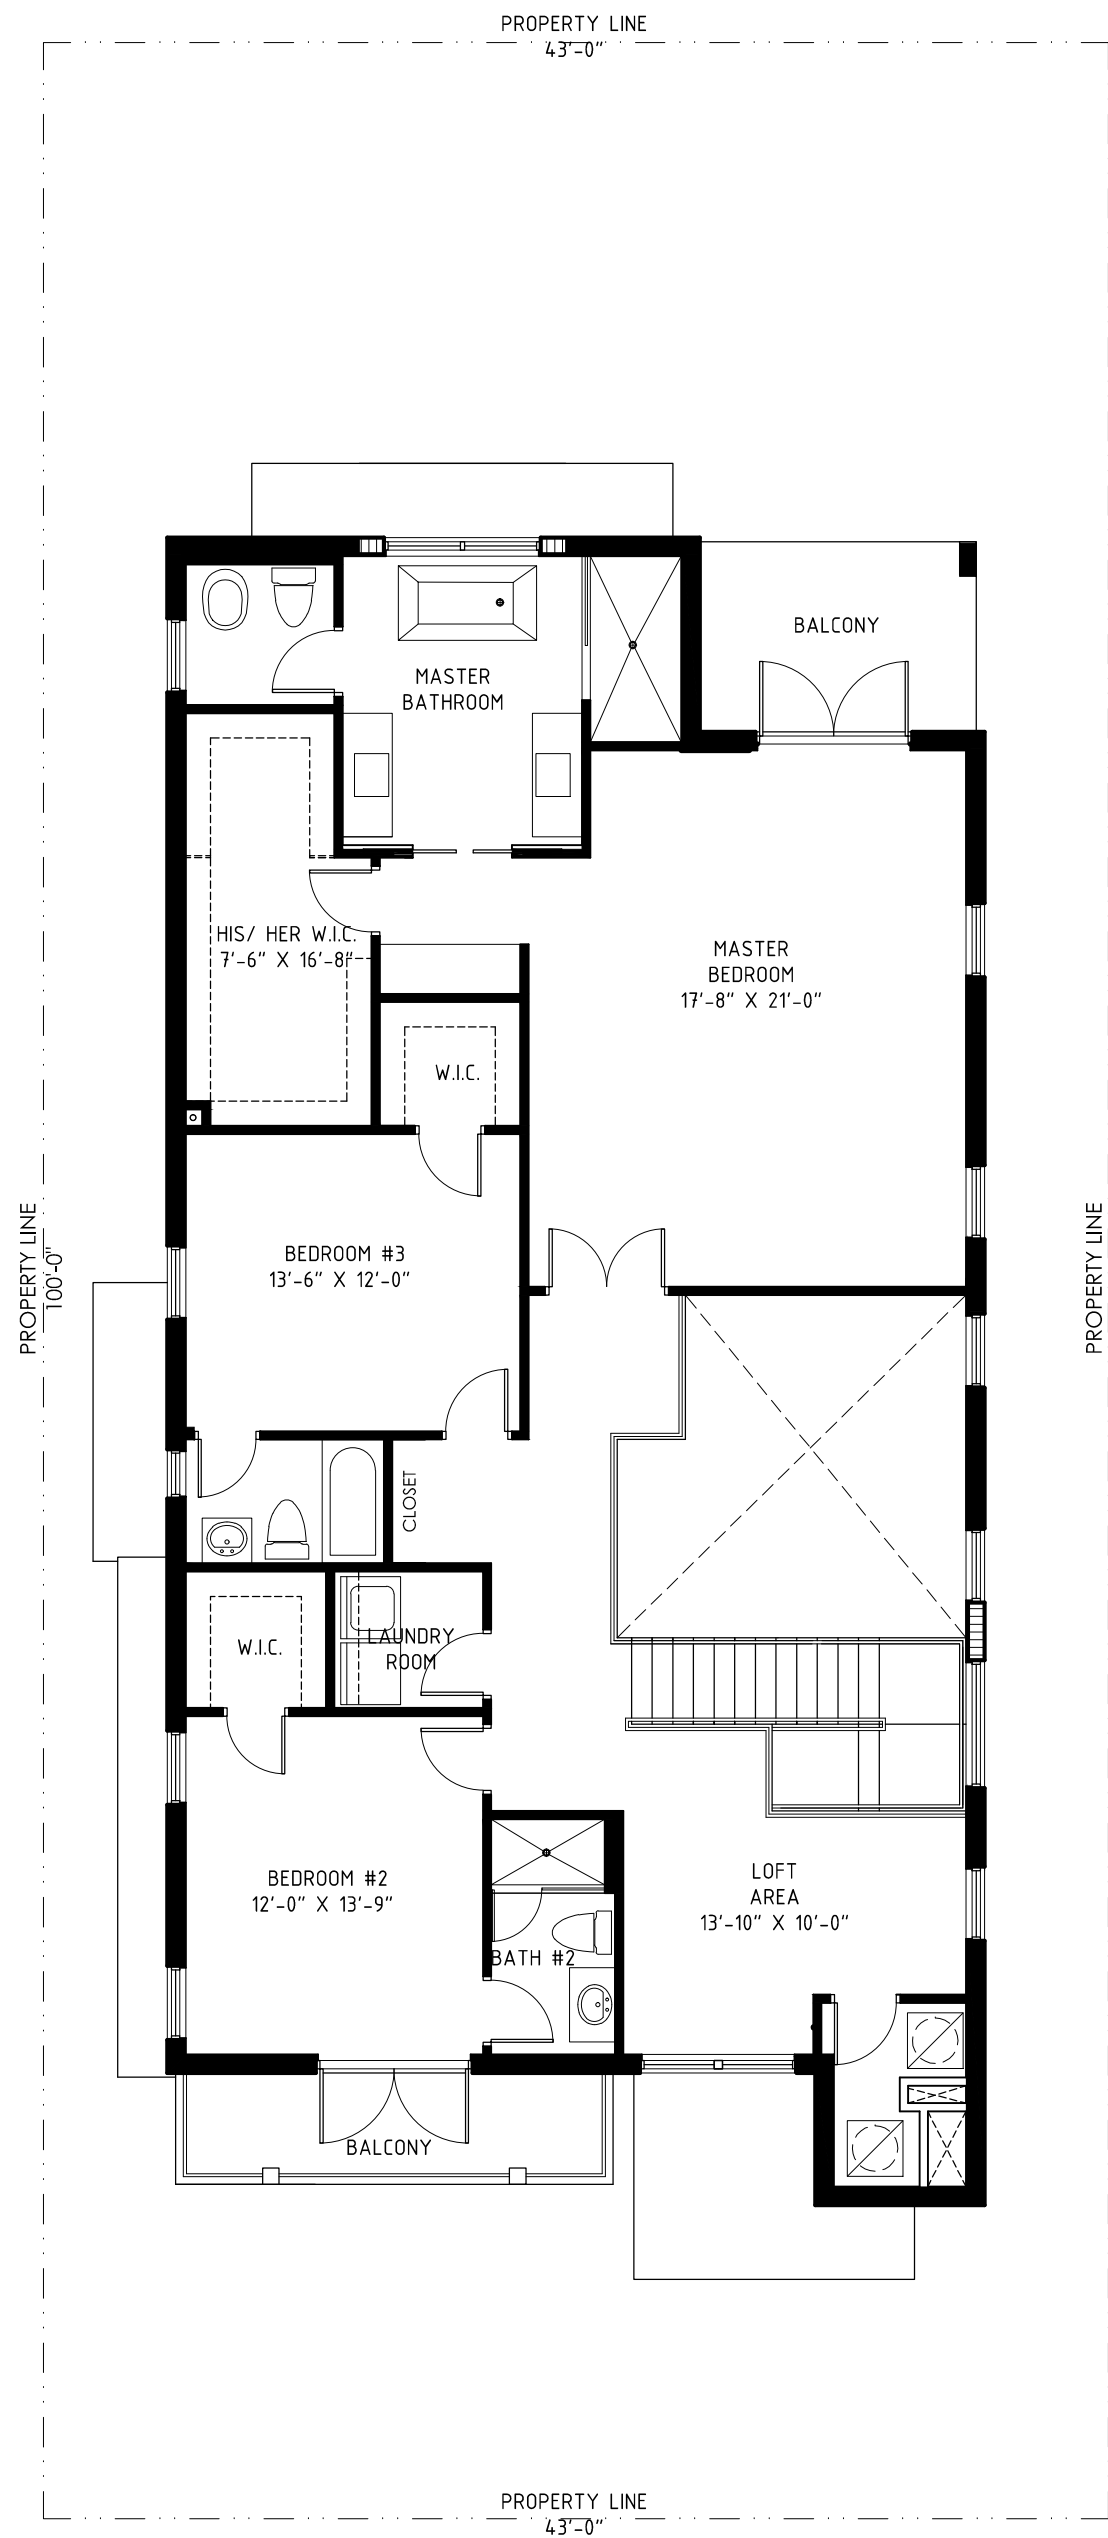 PROPERTY LINE
43'-0"
BALCONY
MASTER
BATHROOM
HIS/ HER W.I.C.
7'-6" X 16'-8"
MASTER
BEDROOM
17'-8" X 21'-0"
W.I.C.
PROPERTY LINE
100'-0"
BEDROOM #3
13'-6" X 12'-0"
PROPERTY LINE
CLOSET
W.I.C.
LAUNDRY
ROOM
BEDROOM #2
12'-0" X 13'-9"
LOFT
AREA
13'-10" X 10'-0"
BATH #2
BALCONY
PROPERTY LINE
43'-0"